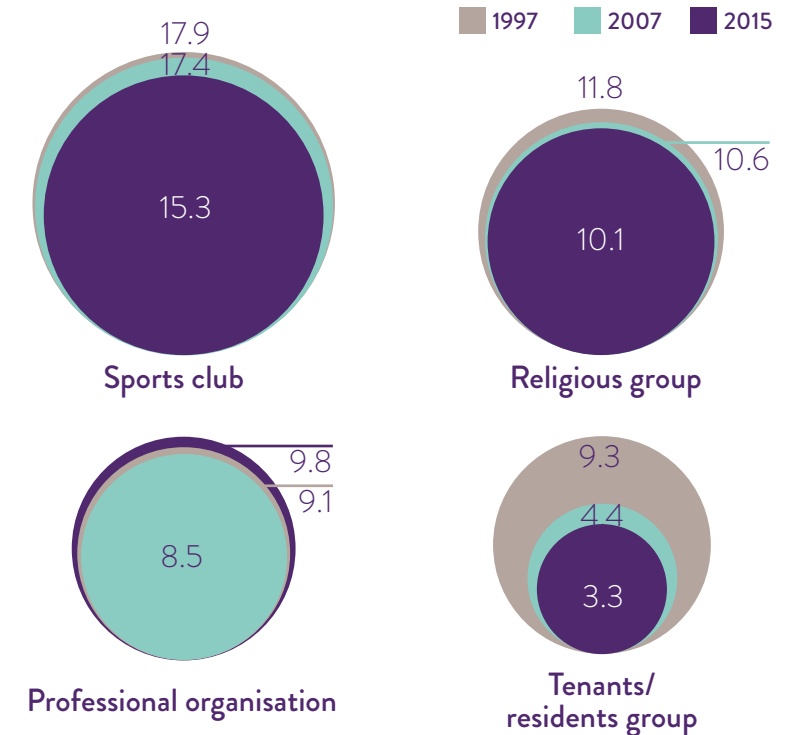 1997 2007 2015
17.9
17.4
15.3
Sports club
11.8
10.6
10.1
Religious group
9.8
9.1
8.5
Professional organisation
9.3
4.4
3.3
Tenants/
residents group